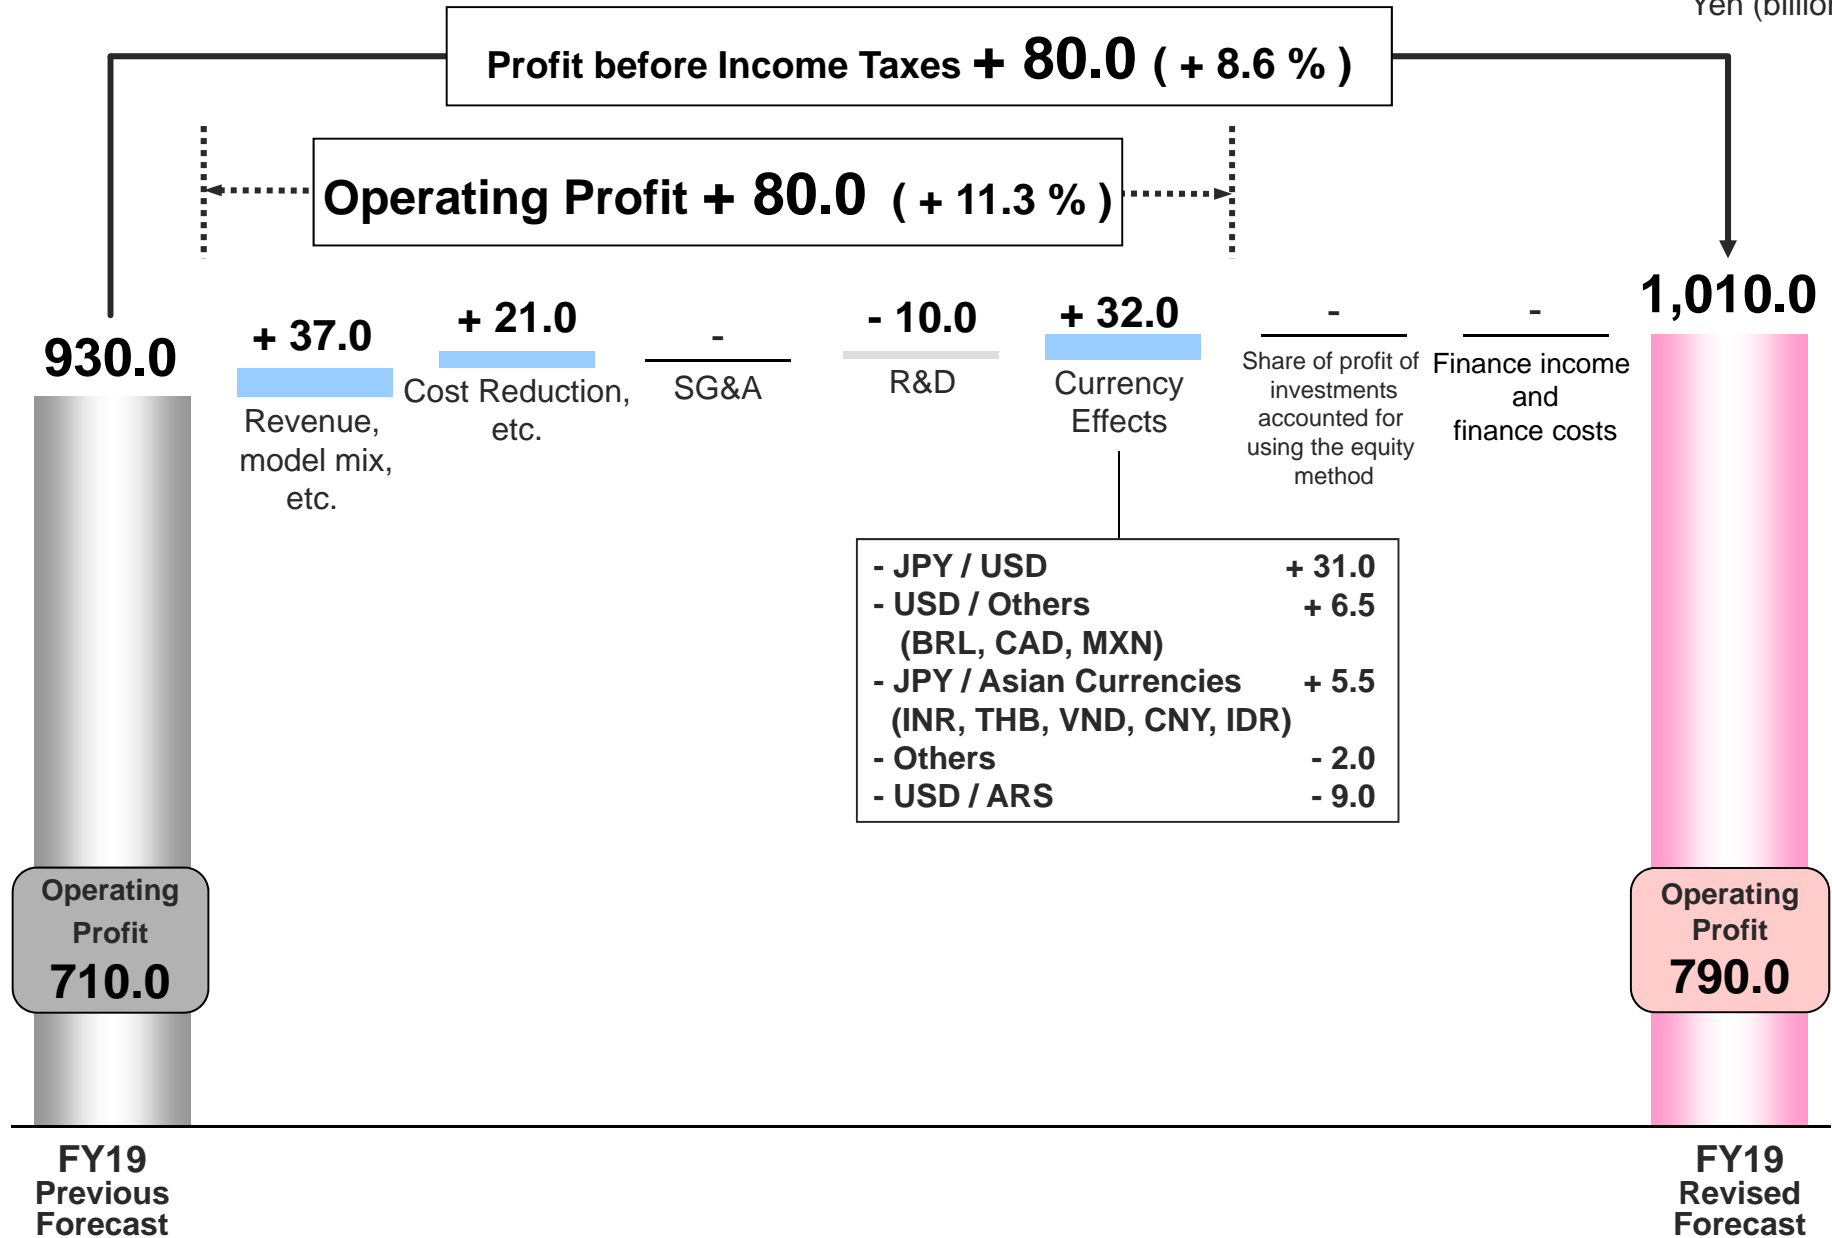 Yen (billion
Profit before Income Taxes + 80.0 ( + 8.6 % )
Operating Profit + 80.0 ( + 11.3 % )
930.0
+ 37.0
Revenue,
model mix,
etc.
+ 21.0
Cost Reduction,
etc.
-
SG&A
- 10.0
R&D
+ 32.0
Currency
Effects
-
Share of profit of
investments
accounted for
using the equity
method
-
Finance income
and
finance costs
1,010.0
- JPY / USD + 31.0
- USD / Others + 6.5
(BRL, CAD, MXN)
- JPY / Asian Currencies + 5.5
(INR, THB, VND, CNY, IDR)
- Others - 2.0
- USD / ARS - 9.0
Operating
Profit
710.0
Operating
Profit
790.0
FY19
Previous
Forecast
FY19
Revised
Forecast